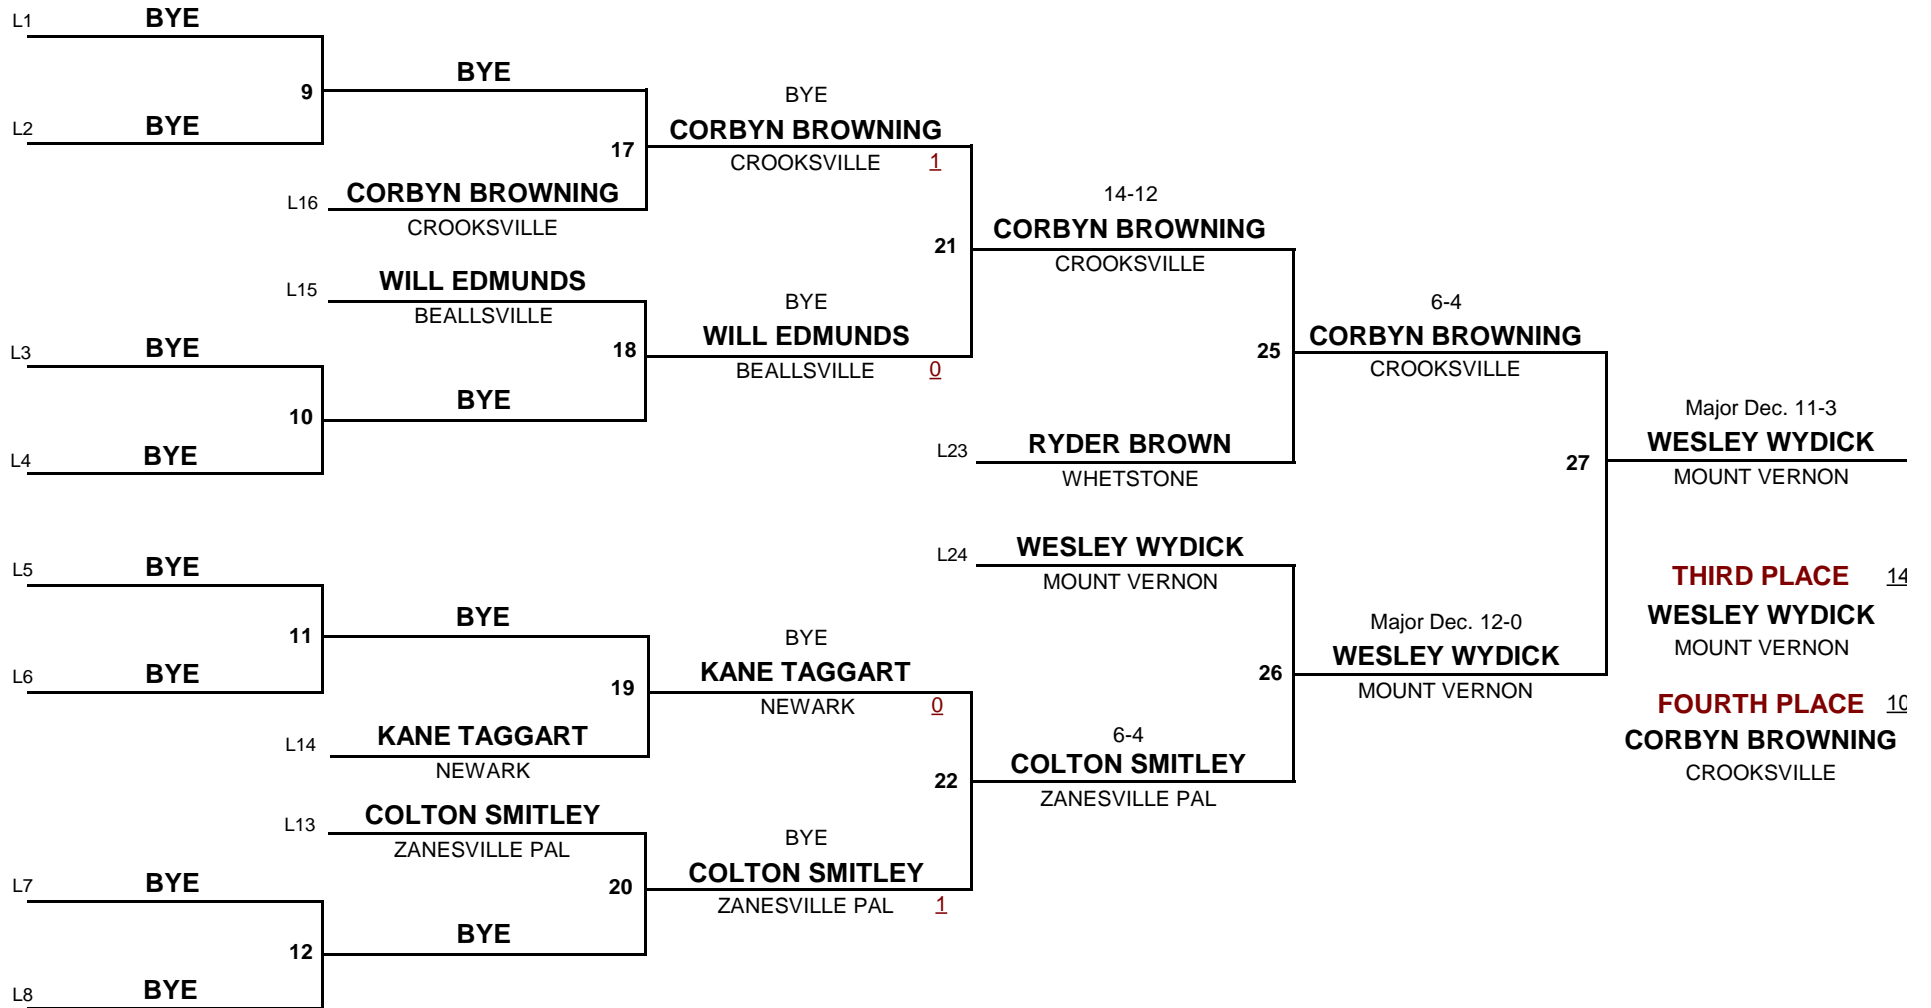 L1 BYE
9
L2 BYE
BYE
17
L16 CORBYN BROWNING
CROOKSVILLE
L15 WILL EDMUNDS
BEALLSVILLE
18
L3 BYE
10
L4 BYE
BYE
BYE
CORBYN BROWNING
CROOKSVILLE 1
21
BYE
WILL EDMUNDS
BEALLSVILLE 0
14-12
CORBYN BROWNING
CROOKSVILLE
25
L23 RYDER BROWN
WHETSTONE
6-4
CORBYN BROWNING
CROOKSVILLE
27
L5 BYE
11
L6 BYE
BYE
19
L14 KANE TAGGART
NEWARK
L13 COLTON SMITLEY
ZANESVILLE PAL
20
L7 BYE
12
L8 BYE
BYE
BYE
KANE TAGGART
NEWARK 0
22
BYE
COLTON SMITLEY
ZANESVILLE PAL 1
L24 WESLEY WYDICK
MOUNT VERNON
26
6-4
COLTON SMITLEY
ZANESVILLE PAL
Major Dec. 12-0
WESLEY WYDICK
MOUNT VERNON
Major Dec. 11-3
WESLEY WYDICK
MOUNT VERNON
THIRD PLACE 14
WESLEY WYDICK
MOUNT VERNON
FOURTH PLACE 10
CORBYN BROWNING
CROOKSVILLE